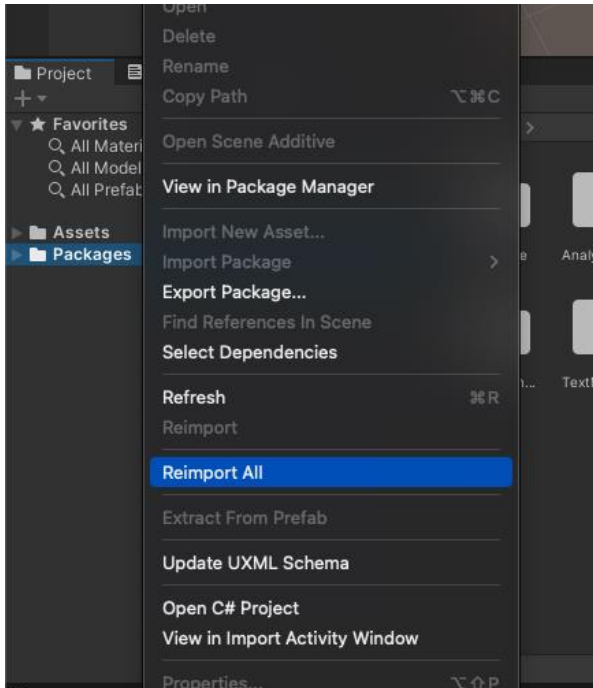 Open
Delete
Rename
Project
Copy Path ⌥⌘C
Favorites
All Materi
All Model
All Prefab
Open Scene Additive
View in Package Manager
Assets
Import New Asset...
Packages
Import Package
Export Package...
Find References In Scene
Select Dependencies
Refresh ⌘R
Reimport
Reimport All
Extract From Prefab
Update UXML Schema
Open C# Project
View in Import Activity Window
Properties... ⌥⇧P
e
Analy
n...
Text